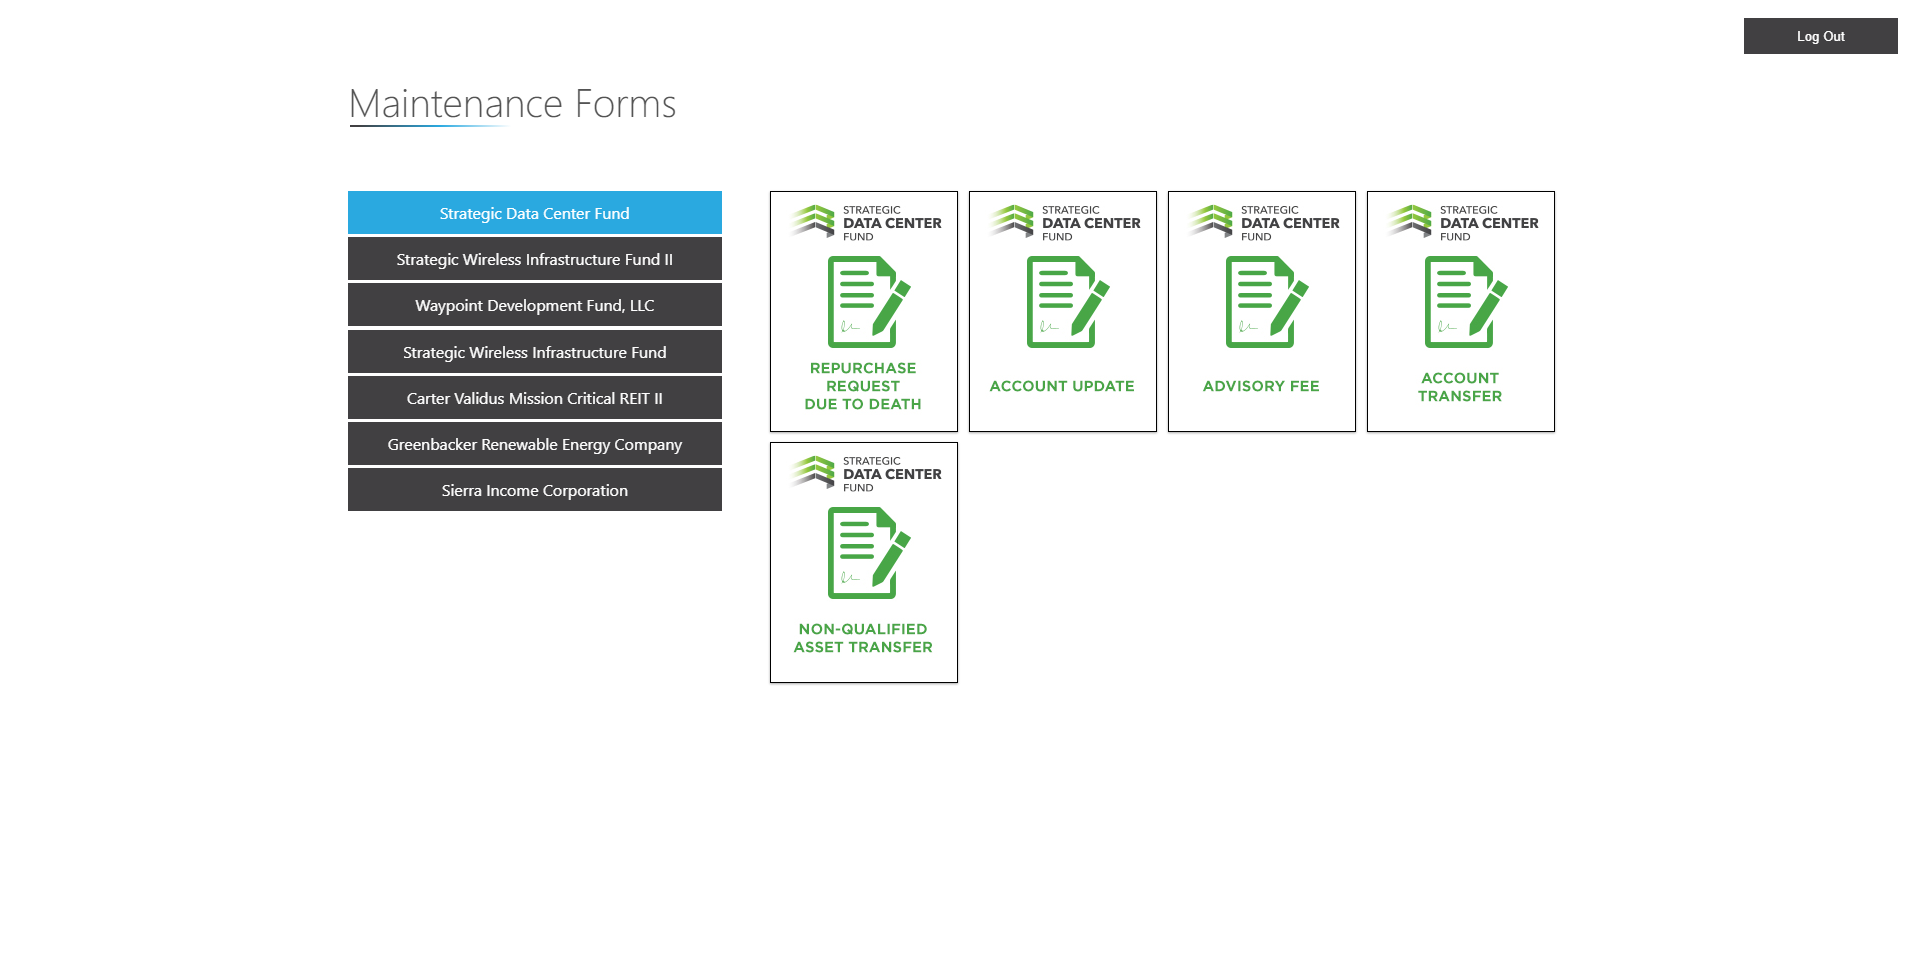 Log Out
Maintenance Forms
Strategic Data Center Fund
Strategic Wireless Infrastructure Fund II
Waypoint Development Fund, LLC
Strategic Wireless Infrastructure Fund
Carter Validus Mission Critical REIT II
Greenbacker Renewable Energy Company
Sierra Income Corporation
STRATEGIC
DATA CENTER
FUND
REPURCHASE
REQUEST
DUE TO DEATH
STRATEGIC
DATA CENTER
FUND
ACCOUNT UPDATE
STRATEGIC
DATA CENTER
FUND
ADVISORY FEE
STRATEGIC
DATA CENTER
FUND
ACCOUNT
TRANSFER
STRATEGIC
DATA CENTER
FUND
NON-QUALIFIED
ASSET TRANSFER